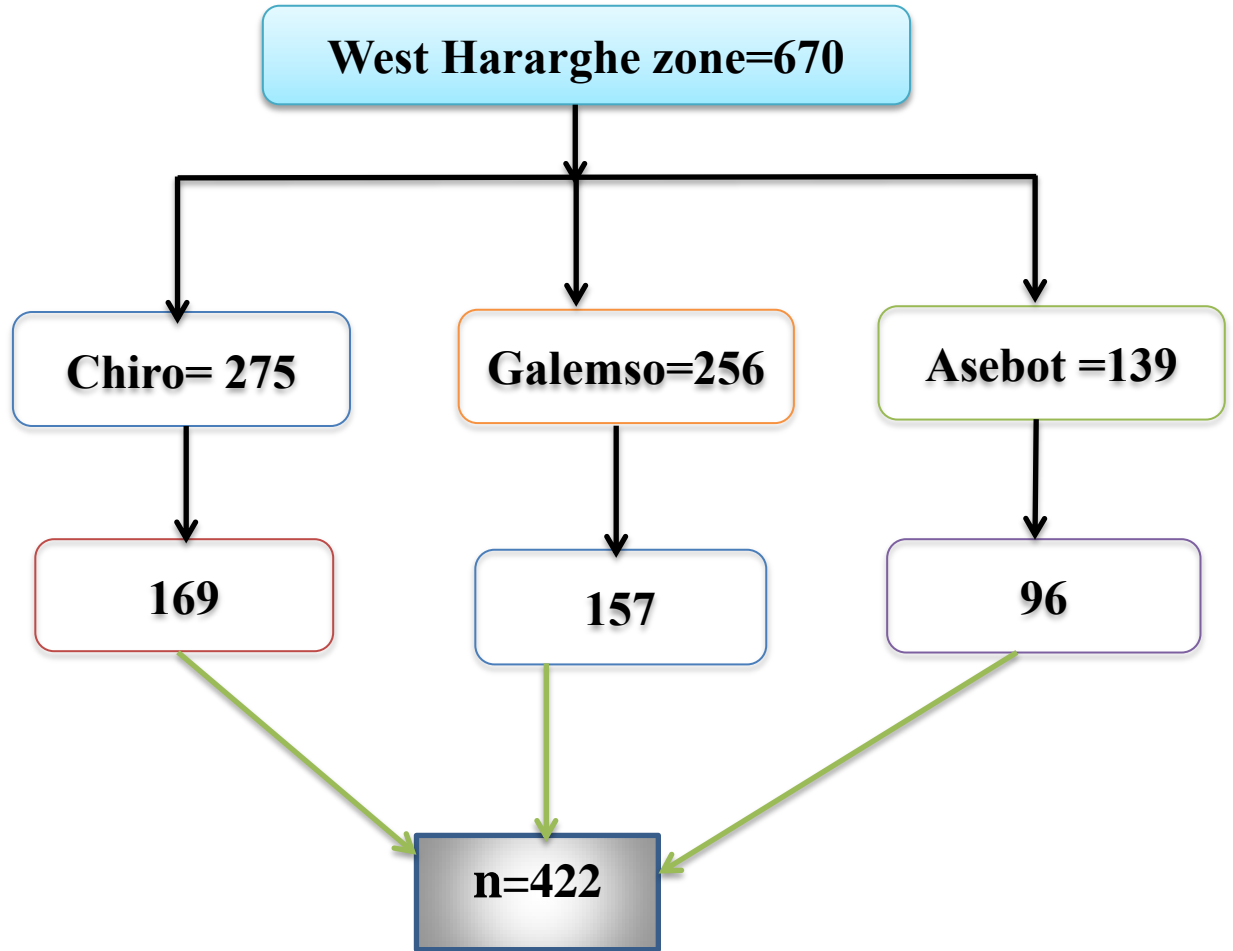 West Hararghe zone=670
Chiro= 275
Galemso=256
Asebot =139
169
157
96
n=422